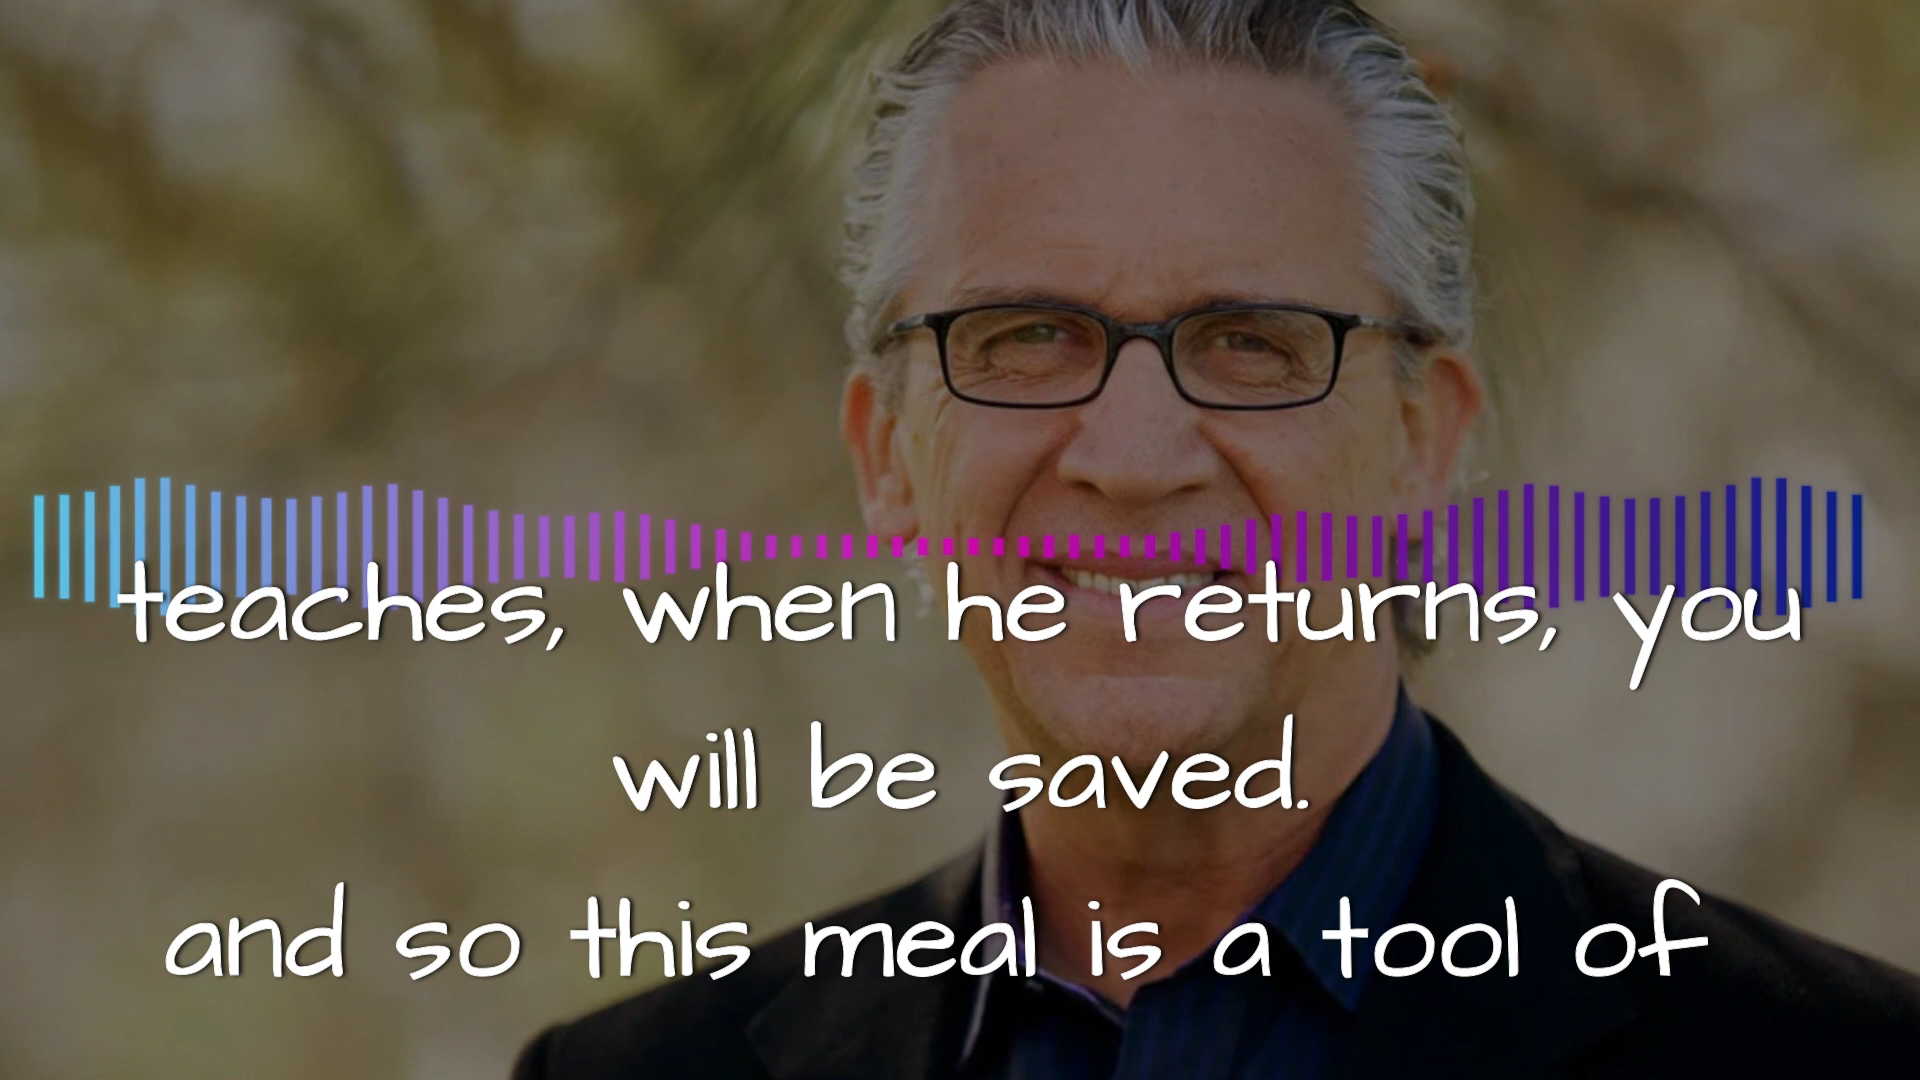 teaches, when he returns, you
will be saved.
and so this meal is a tool of